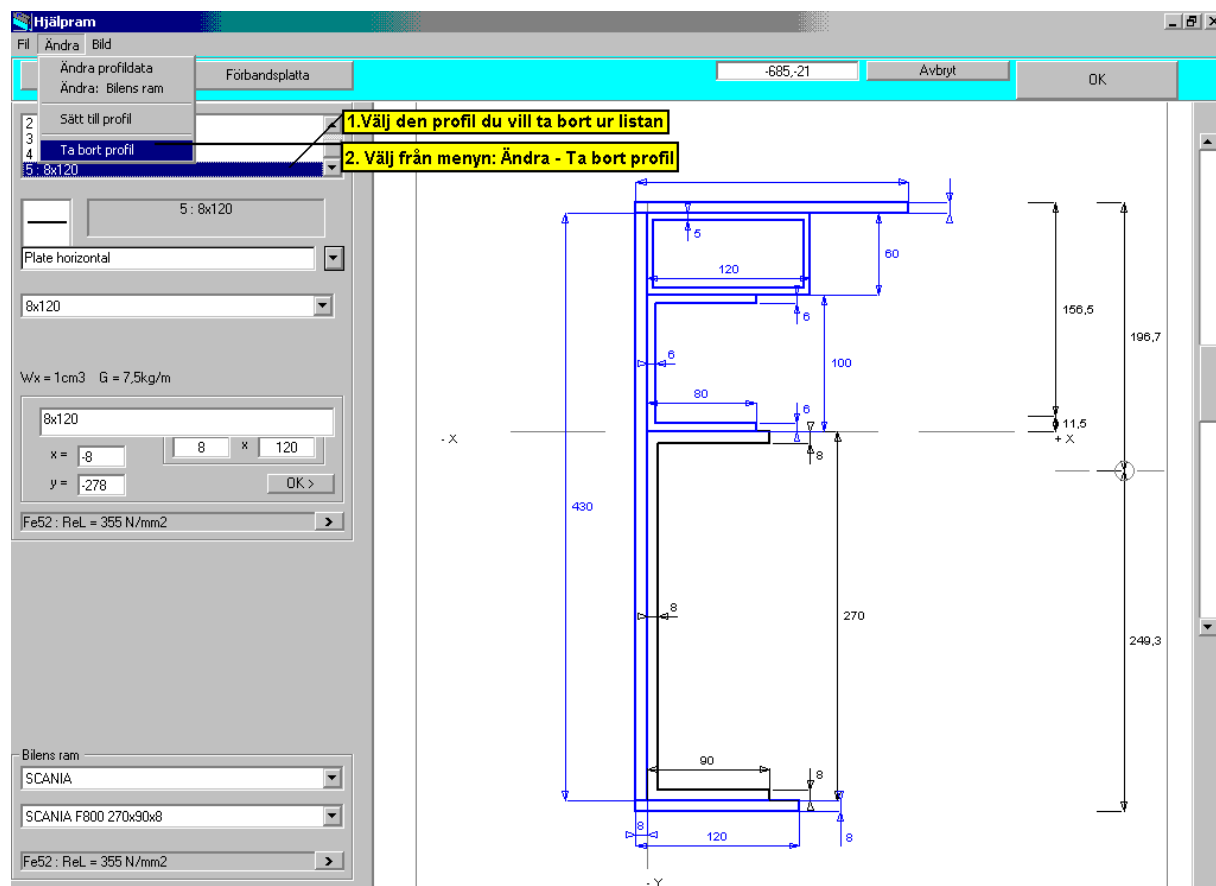 Hjälpram
Fil Ändra Bild
Ändra profildata
Ändra: Bilens ram
Sätt till profil
Ta bort profil
Förbandsplatta
-685,-21
Avbryt
OK
2
3
4
5 : 8x120
1.Välj den profil du vill ta bort ur listan
2. Välj från menyn: Ändra - Ta bort profil
5 : 8x120
Plate horizontal
8x120
Wx = 1cm3 G = 7,5kg/m
8x120
8 x 120
x = -8
y = -278
OK >
Fe52 : ReL = 355 N/mm2 >
Bilens ram
SCANIA
SCANIA F800 270x90x8
Fe52 : ReL = 355 N/mm2 >
5
120
60
6
156,5
196,7
6
100
80
6
11,5
- X
+ X
8
430
8
270
249,3
90
8
8
120
8
- Y